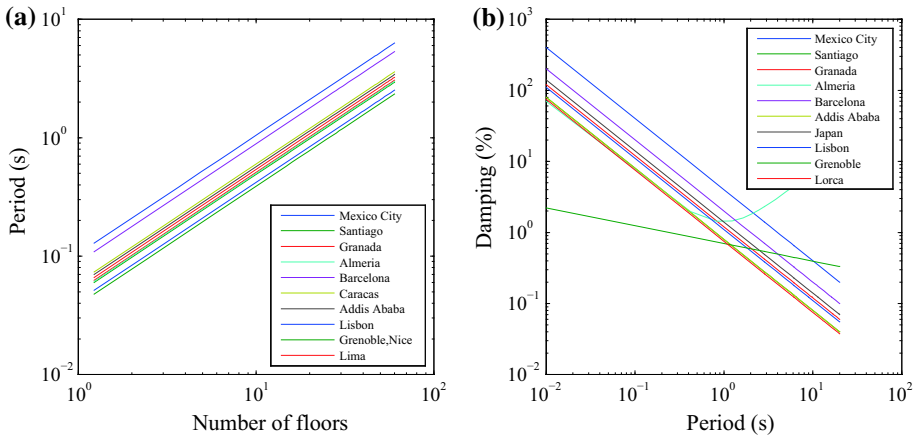 (a)
10^1
10^0
10^-1
10^-2
Period (s)
10^0
10^1
10^2
Number of floors
Mexico City
Santiago
Granada
Almeria
Barcelona
Caracas
Addis Ababa
Lisbon
Grenoble,Nice
Lima
(b)
10^3
10^2
10^1
10^0
10^-1
10^-2
Damping (%)
10^-2
10^-1
10^0
10^1
10^2
Period (s)
Mexico City
Santiago
Granada
Almeria
Barcelona
Addis Ababa
Japan
Lisbon
Grenoble
Lorca